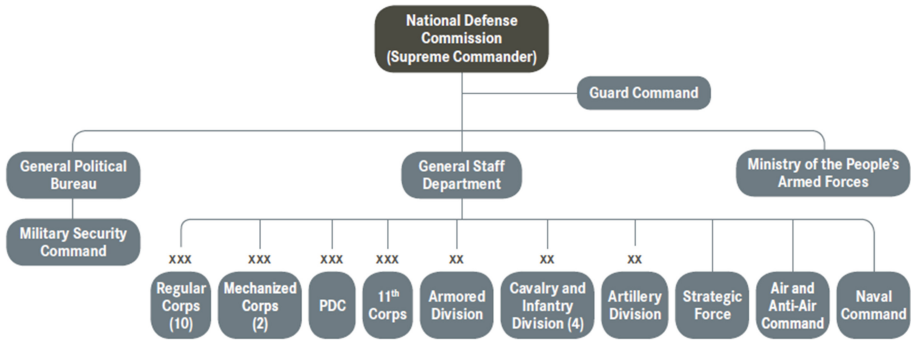 National Defense
Commission
(Supreme Commander)
Guard Command
General Political
Bureau
General Staff
Department
Ministry of the People's
Armed Forces
Military Security
Command
xxx
xxx
xxx
xxx
xx
xx
xx
Regular
Corps
(10)
Mechanized
Corps
(2)
PDC
11th
Corps
Armored
Division
Cavalry and
Infantry
Division (4)
Artillery
Division
Strategic
Force
Air and
Anti-Air
Command
Naval
Command